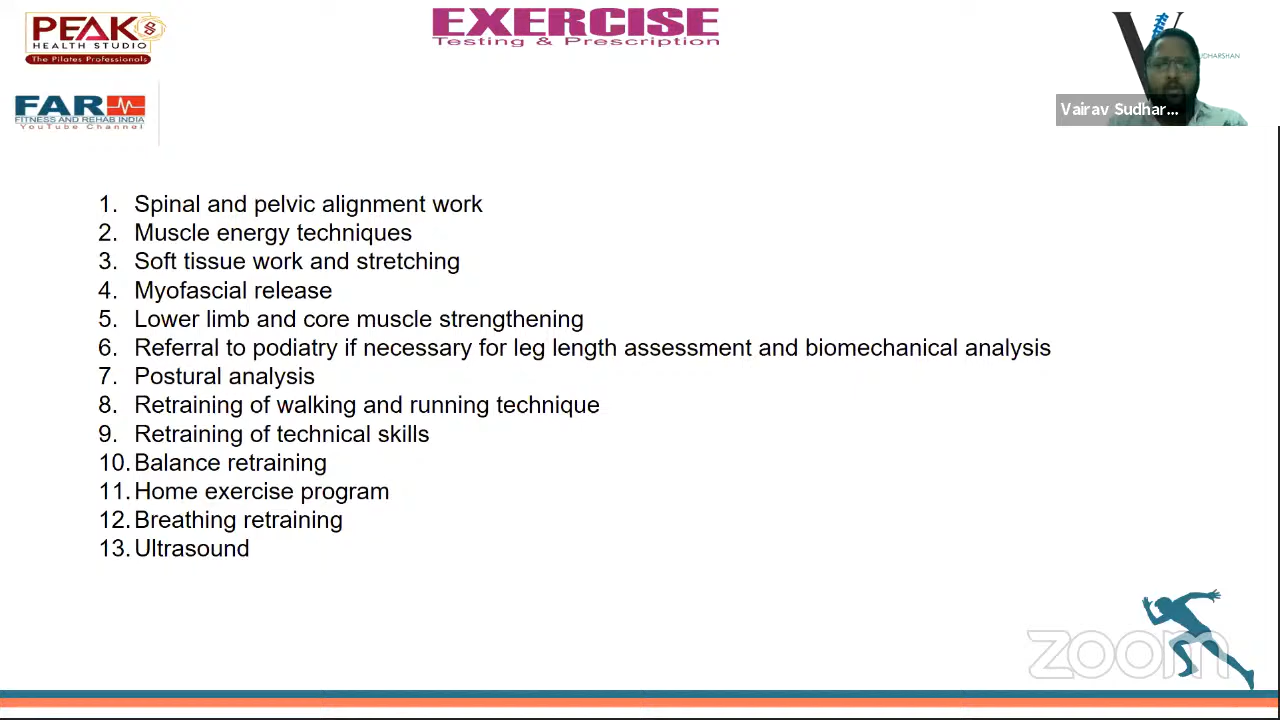 PEAK
HEALTH STUDIO
The Pilates Professionals
EXERCISE
Testing & Prescription
V
UDHARSHAN
Vairav Sudhar...
FAR
FITNESS AND REHAB INDIA
YouTube Channel
1. Spinal and pelvic alignment work
2. Muscle energy techniques
3. Soft tissue work and stretching
4. Myofascial release
5. Lower limb and core muscle strengthening
6. Referral to podiatry if necessary for leg length assessment and biomechanical analysis
7. Postural analysis
8. Retraining of walking and running technique
9. Retraining of technical skills
10. Balance retraining
11. Home exercise program
12. Breathing retraining
13. Ultrasound
zoom